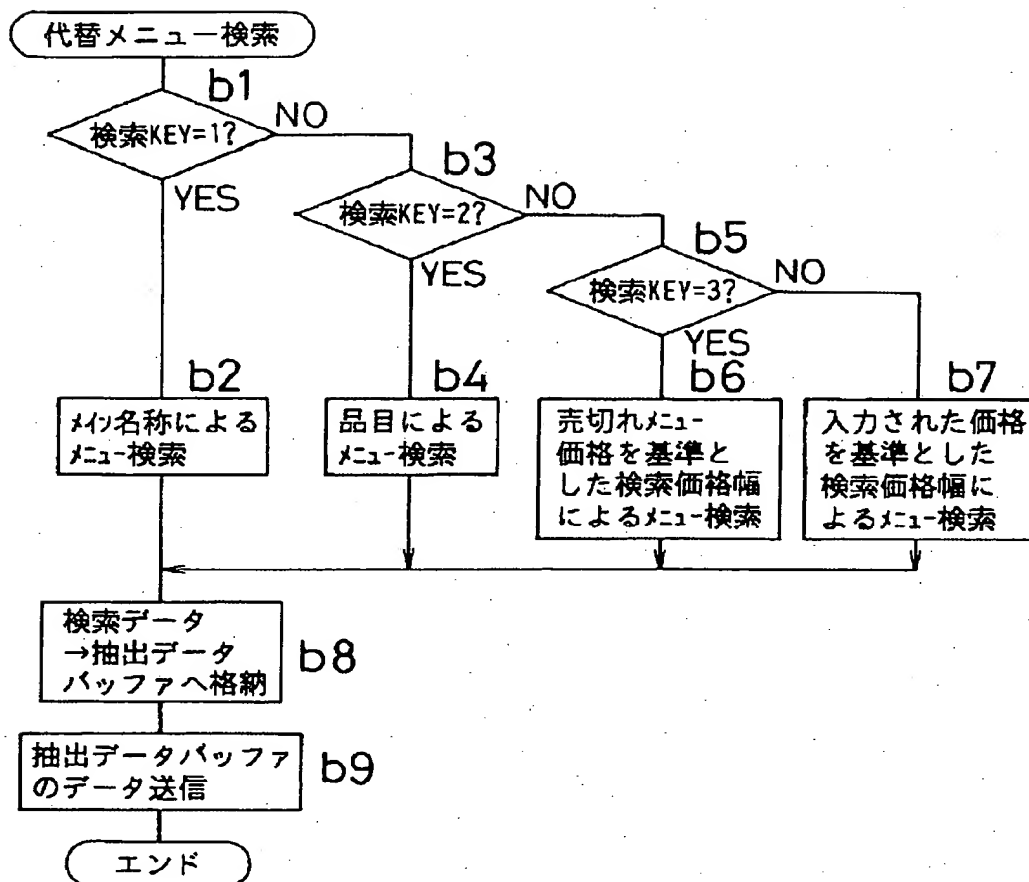 代替メニュー検索
b1
検索KEY=1?
NO
YES
b3
検索KEY=2?
NO
YES
b5
検索KEY=3?
NO
YES
b2
メイン名称による
メニュー検索
b4
品目による
メニュー検索
b6
売切れメニュー
価格を基準と
した検索価格幅
によるメニュー検索
b7
入力された価格
を基準とした
検索価格幅に
よるメニュー検索
検索データ
→抽出データ
バッファへ格納
b8
抽出データバッファ
のデータ送信
b9
エンド